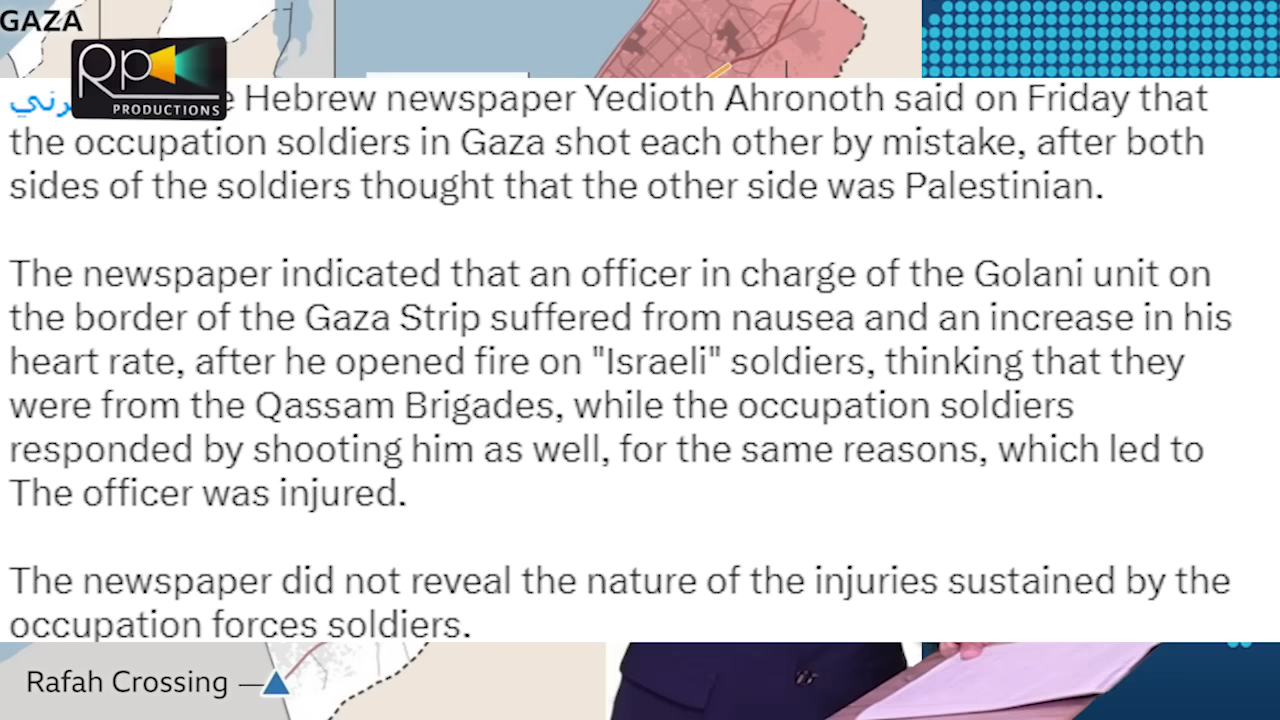 GAZA
Rp
PRODUCTIONS
Hebrew newspaper Yedioth Ahronoth said on Friday that
the occupation soldiers in Gaza shot each other by mistake, after both
sides of the soldiers thought that the other side was Palestinian.
The newspaper indicated that an officer in charge of the Golani unit on
the border of the Gaza Strip suffered from nausea and an increase in his
heart rate, after he opened fire on "Israeli" soldiers, thinking that they
were from the Qassam Brigades, while the occupation soldiers
responded by shooting him as well, for the same reasons, which led to
The officer was injured.
The newspaper did not reveal the nature of the injuries sustained by the
occupation forces soldiers.
Rafah Crossing